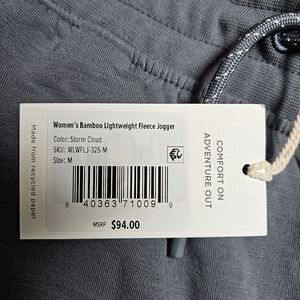 Women's Bamboo Lightweight Fleece Jogger
Color: Storm Cloud
SKU: WLWFLJ-325-M
Size: M
8 40363 71009 9
MSRP $94.00
Made from recycled paper
COMFORT ON
ADVENTURE OUT